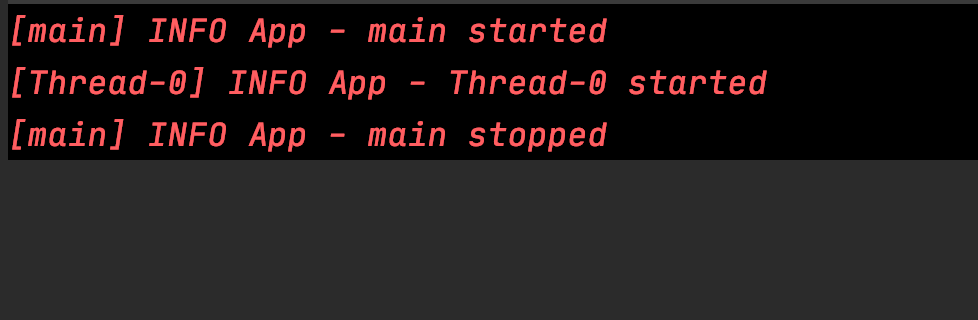 [main] INFO App - main started
[Thread-0] INFO App - Thread-0 started
[main] INFO App - main stopped